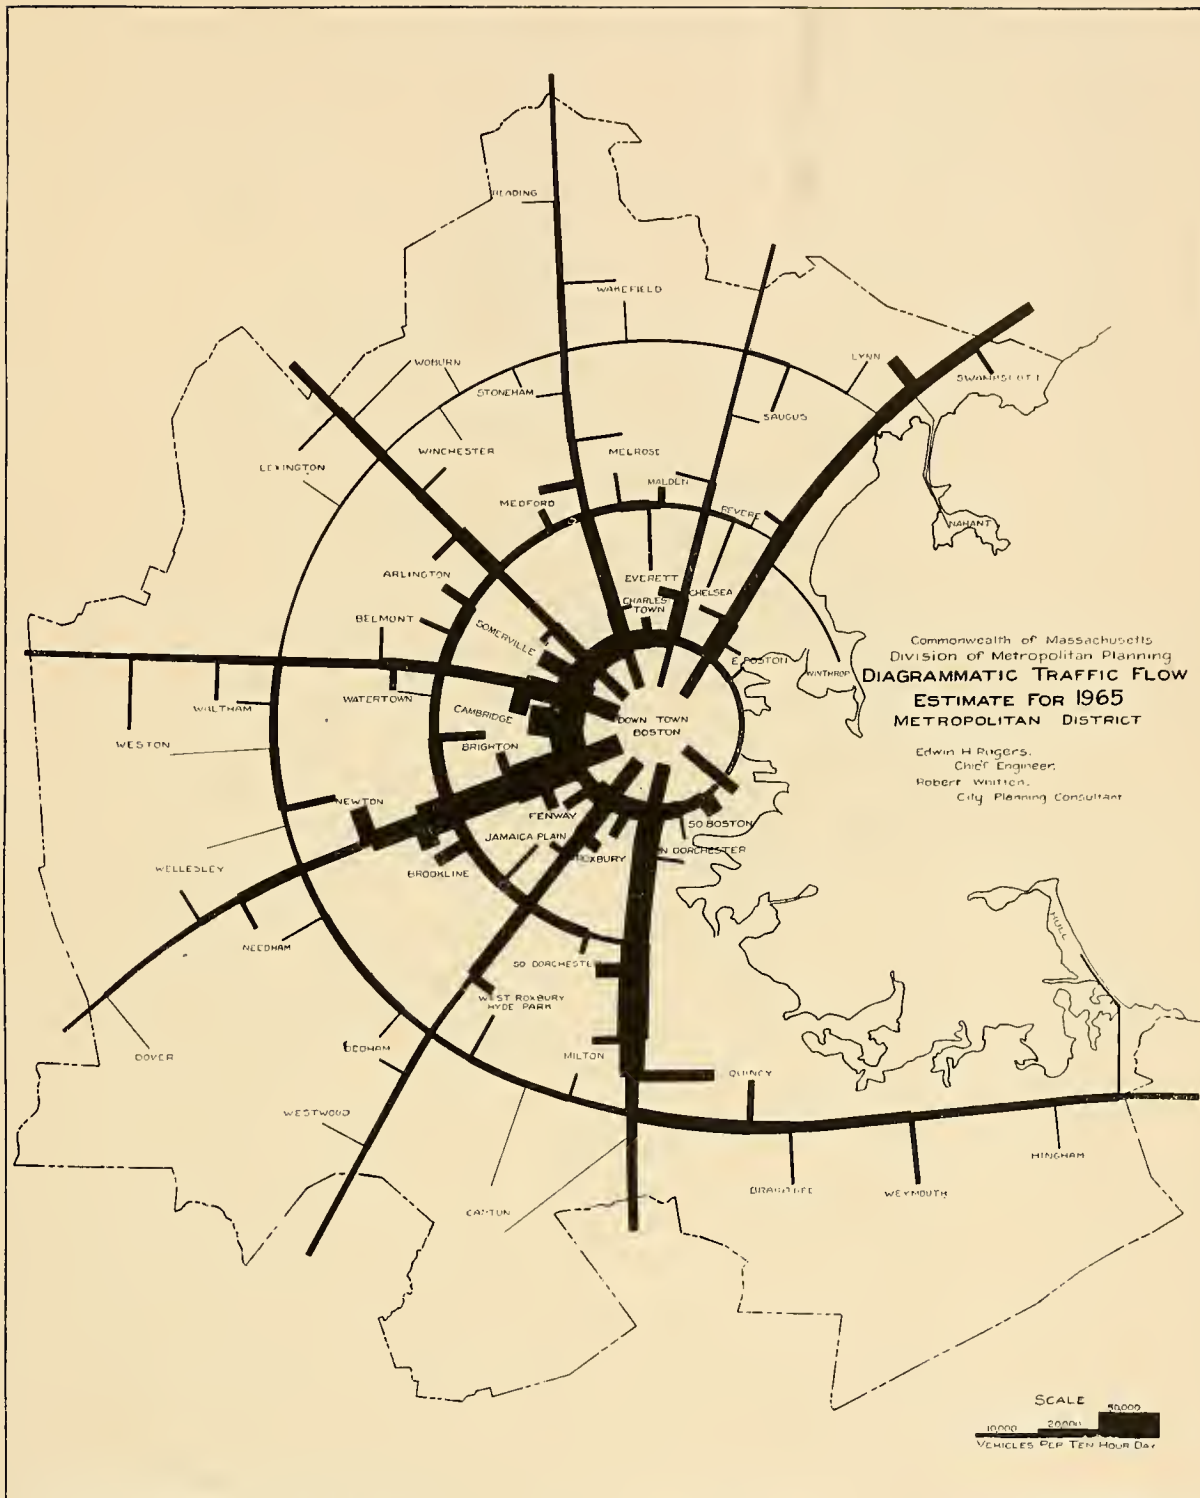 READING
WAKEFIELD
WOBURN
LYNN
STONEHAM
SWAMPSCOTT
SAUGUS
WINCHESTER
MELROSE
LEXINGTON
MALDEN
MEDFORD
REVERE
NAHANT
ARLINGTON
EVERETT
CHARLES
TOWN
CHELSEA
BELMONT
SOMERVILLE
Commonwealth of Massachusetts
Division of Metropolitan Planning
DIAGRAMMATIC TRAFFIC FLOW
ESTIMATE FOR 1965
METROPOLITAN DISTRICT
Edwin H. Rogers.
Chief Engineer.
Robert Whitten.
City Planning Consultant
E. BOSTON
WINTHROP
WATERTOWN
WALTHAM
CAMBRIDGE
DOWN TOWN
BOSTON
WESTON
BRIGHTON
NEWTON
FENWAY
SO BOSTON
JAMAICA PLAIN
ROXBURY
N DORCHESTER
WELLESLEY
BROOKLINE
HULL
NEEDHAM
SO DORCHESTER
WEST ROXBURY
HYDE PARK
DOVER
DEDHAM
MILTON
QUINCY
WESTWOOD
HINGHAM
BRAINTREE
WEYMOUTH
CANTON
SCALE
10,000 20,000 50,000
VEHICLES PER TEN HOUR DAY